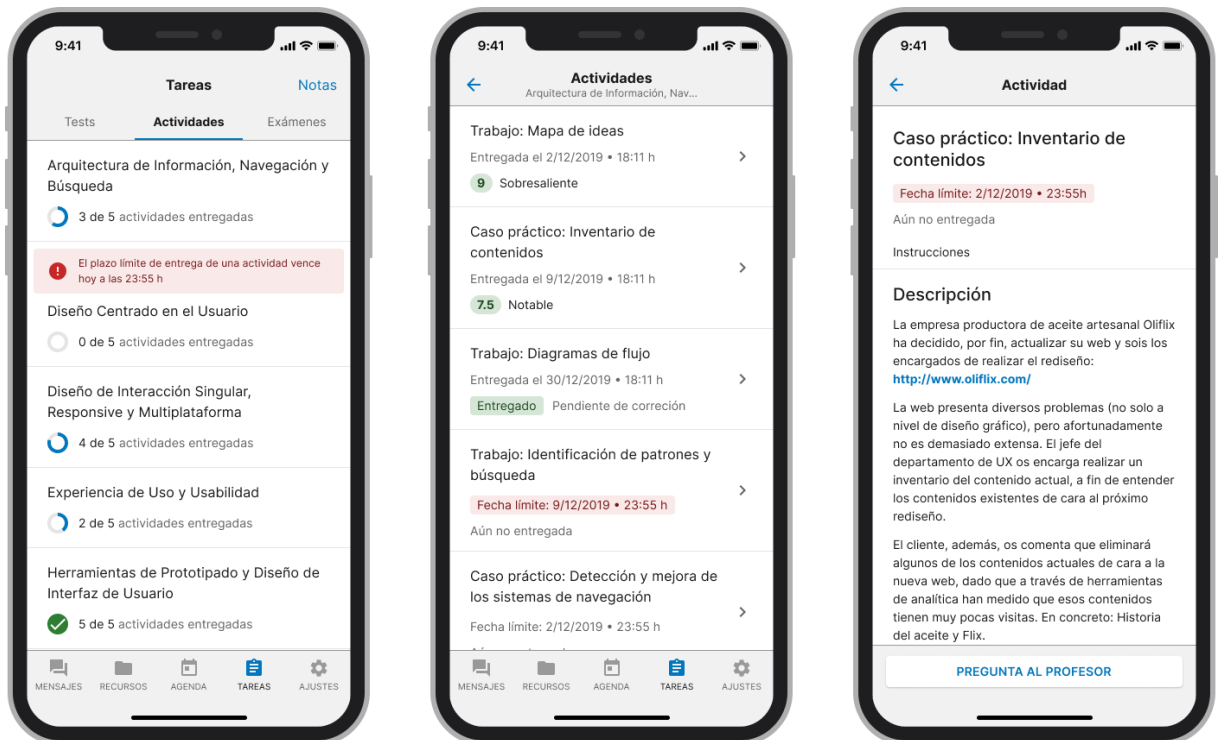 9:41
Tareas
Notas
Tests
Actividades
Exámenes
Arquitectura de Información, Navegación y
Búsqueda
3 de 5 actividades entregadas
El plazo límite de entrega de una actividad vence
hoy a las 23:55 h
Diseño Centrado en el Usuario
0 de 5 actividades entregadas
Diseño de Interacción Singular,
Responsive y Multiplataforma
4 de 5 actividades entregadas
Experiencia de Uso y Usabilidad
2 de 5 actividades entregadas
Herramientas de Prototipado y Diseño de
Interfaz de Usuario
5 de 5 actividades entregadas
MENSAJES
RECURSOS
AGENDA
TAREAS
AJUSTES
9:41
Actividades
Arquitectura de Información, Nav...
Trabajo: Mapa de ideas
Entregada el 2/12/2019 • 18:11 h
9 Sobresaliente
Caso práctico: Inventario de
contenidos
Entregada el 9/12/2019 • 18:11 h
7.5 Notable
Trabajo: Diagramas de flujo
Entregada el 30/12/2019 • 18:11 h
Entregado Pendiente de correción
Trabajo: Identificación de patrones y
búsqueda
Fecha límite: 9/12/2019 • 23:55 h
Aún no entregada
Caso práctico: Detección y mejora de
los sistemas de navegación
Fecha límite: 2/12/2019 • 23:55 h
MENSAJES
RECURSOS
AGENDA
TAREAS
AJUSTES
9:41
Actividad
Caso práctico: Inventario de
contenidos
Fecha límite: 2/12/2019 • 23:55h
Aún no entregada
Instrucciones
Descripción
La empresa productora de aceite artesanal Oliflix
ha decidido, por fin, actualizar su web y sois los
encargados de realizar el rediseño:
http://www.oliflix.com/
La web presenta diversos problemas (no solo a
nivel de diseño gráfico), pero afortunadamente
no es demasiado extensa. El jefe del
departamento de UX os encarga realizar un
inventario del contenido actual, a fin de entender
los contenidos existentes de cara al próximo
rediseño.
El cliente, además, os comenta que eliminará
algunos de los contenidos actuales de cara a la
nueva web, dado que a través de herramientas
de analítica han medido que esos contenidos
tienen muy pocas visitas. En concreto: Historia
del aceite y Flix.
PREGUNTA AL PROFESOR